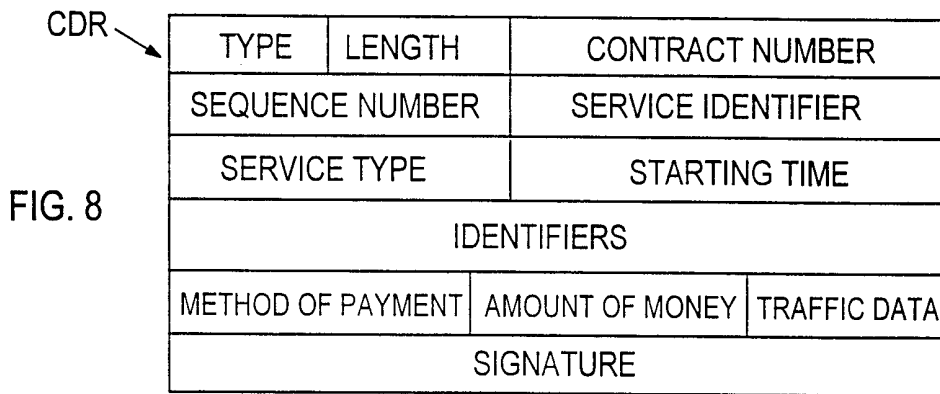 CDR
TYPE LENGTH CONTRACT NUMBER
SEQUENCE NUMBER SERVICE IDENTIFIER
SERVICE TYPE STARTING TIME
FIG. 8
IDENTIFIERS
METHOD OF PAYMENT AMOUNT OF MONEY TRAFFIC DATA
SIGNATURE